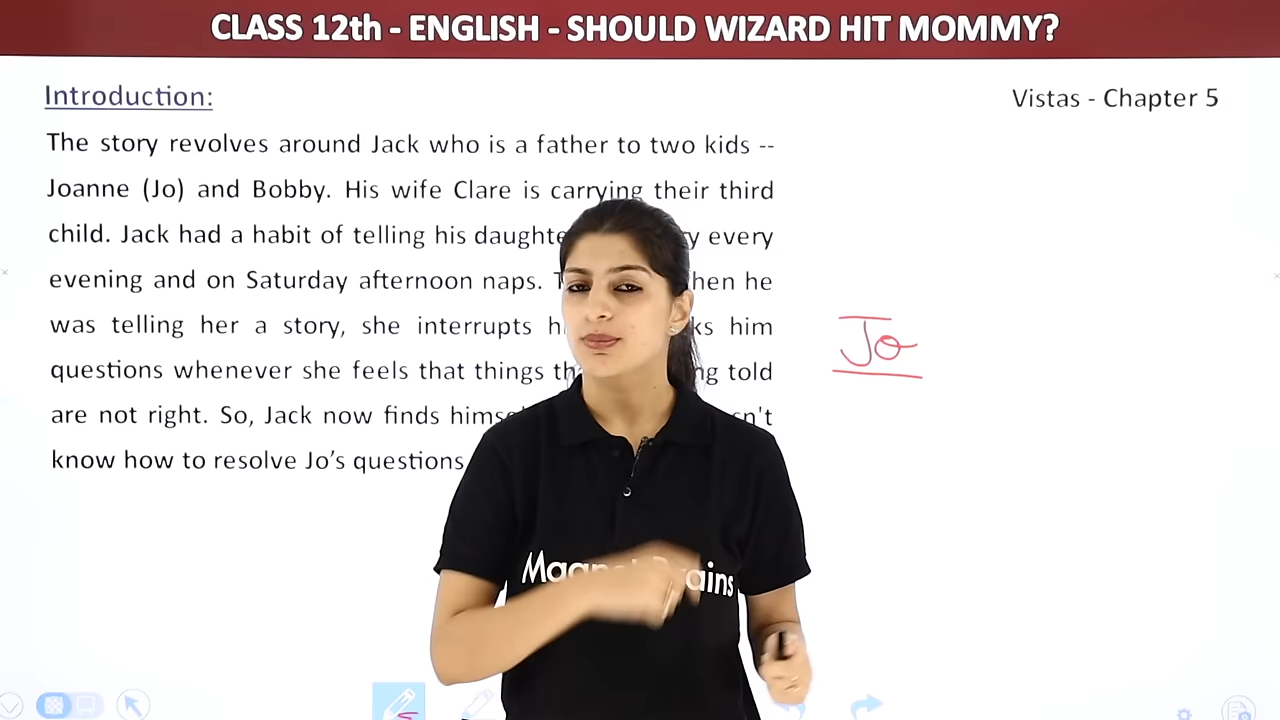 CLASS 12th - ENGLISH - SHOULD WIZARD HIT MOMMY?
Introduction:
Vistas - Chapter 5
The story revolves around Jack who is a father to two kids --
Joanne (Jo) and Bobby. His wife Clare is carrying their third
child. Jack had a habit of telling his every
evening and on Saturday afternoon naps. he
was telling her a story, she interrupts him
questions whenever she feels that things told
are not right. So, Jack now finds
know how to resolve Jo's questions
Jo
Magnet Brains